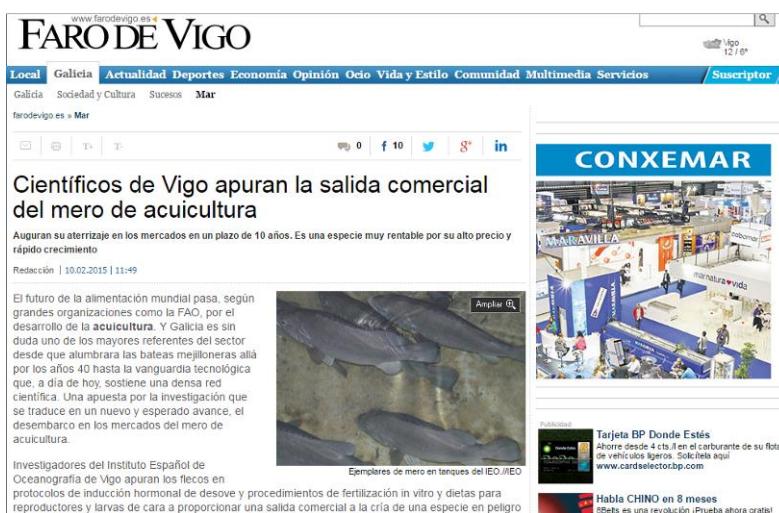 www.farodevigo.es
FARO DE VIGO
Vigo
12 / 6º
Local Galicia Actualidad Deportes Economía Opinión Ocio Vida y Estilo Comunidad Multimedia Servicios Suscriptor
Galicia Sociedad y Cultura Sucesos Mar
farodevigo.es » Mar
T+ T- 0 f 10 g+ in
Científicos de Vigo apuran la salida comercial
del mero de acuicultura
Auguran su aterrizaje en los mercados en un plazo de 10 años. Es una especie muy rentable por su alto precio y
rápido crecimiento
Redacción | 10.02.2015 | 11:49
El futuro de la alimentación mundial pasa, según
grandes organizaciones como la FAO, por el
desarrollo de la acuicultura. Y Galicia es sin
duda uno de los mayores referentes del sector
desde que alumbrara las bateas mejilloneras allá
por los años 40 hasta la vanguardia tecnológica
que, a día de hoy, sostiene una densa red
científica. Una apuesta por la investigación que
se traduce en un nuevo y esperado avance, el
desembarco en los mercados del mero de
acuicultura.
Ampliar
Ejemplares de mero en tanques del IEO.//IEO
Investigadores del Instituto Español de
Oceanografía de Vigo apuran los flecos en
protocolos de inducción hormonal de desove y procedimientos de fertilización in vitro y dietas para
reproductores y larvas de cara a proporcionar una salida comercial a la cría de una especie en peligro
CONXEMAR
MARAVILLA
marnatura vida
MARAVILLA
Publicidad
Tarjeta BP Donde Estés
Ahorre desde 4 cts./l en el carburante de su flota
de vehículos ligeros. Solicítela aquí
www.cardselector.bp.com
Habla CHINO en 8 meses
8Belts es una revolución ¡Prueba ahora gratis!